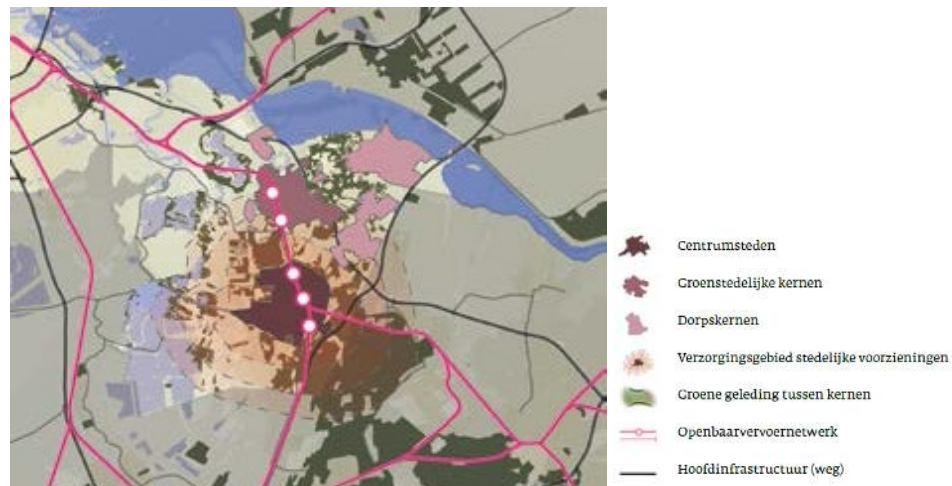 Centrumsteden
Groenstedelijke kernen
Dorpskernen
Verzorgingsgebied stedelijke voorzieningen
Groene geleding tussen kernen
Openbaarvervoernetwerk
Hoofdinfrastructuur (weg)